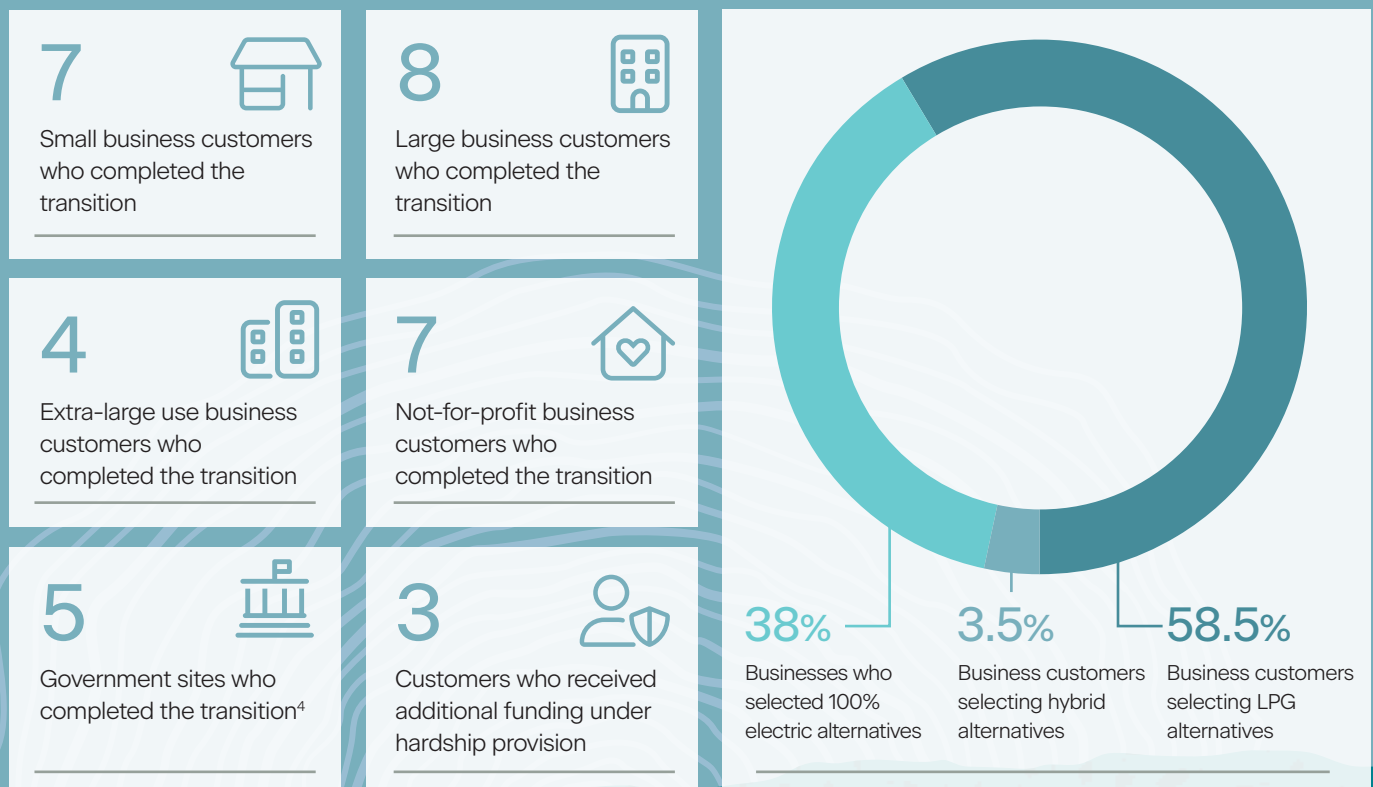 7
Small business customers
who completed the
transition
8
Large business customers
who completed the
transition
4
Extra-large use business
customers who
completed the transition
7
Not-for-profit business
customers who
completed the transition
5
Government sites who
completed the transition4
3
Customers who received
additional funding under
hardship provision
38%
Businesses who
selected 100%
electric alternatives
3.5%
Business customers
selecting hybrid
alternatives
58.5%
Business customers
selecting LPG
alternatives